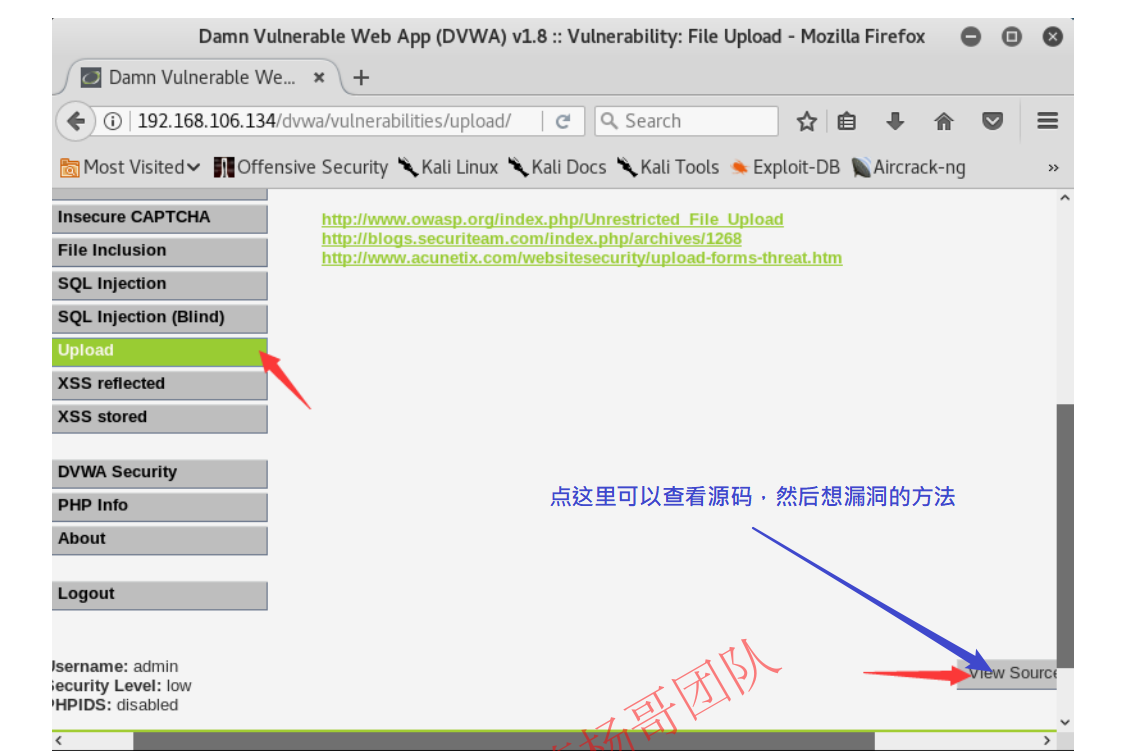 Damn Vulnerable Web App (DVWA) v1.8 :: Vulnerability: File Upload - Mozilla Firefox
Damn Vulnerable We... × +
192.168.106.134/dvwa/vulnerabilities/upload/ Search
Most Visited Offensive Security Kali Linux Kali Docs Kali Tools Exploit-DB Aircrack-ng »
Insecure CAPTCHA
File Inclusion
SQL Injection
SQL Injection (Blind)
Upload
XSS reflected
XSS stored
DVWA Security
PHP Info
About
Logout
http://www.owasp.org/index.php/Unrestricted_File_Upload
http://blogs.securiteam.com/index.php/archives/1268
http://www.acunetix.com/websitesecurity/upload-forms-threat.htm
点这里可以查看源码，然后想漏洞的方法
Username: admin
Security Level: low
PHPIDS: disabled
View Source
杨哥团队